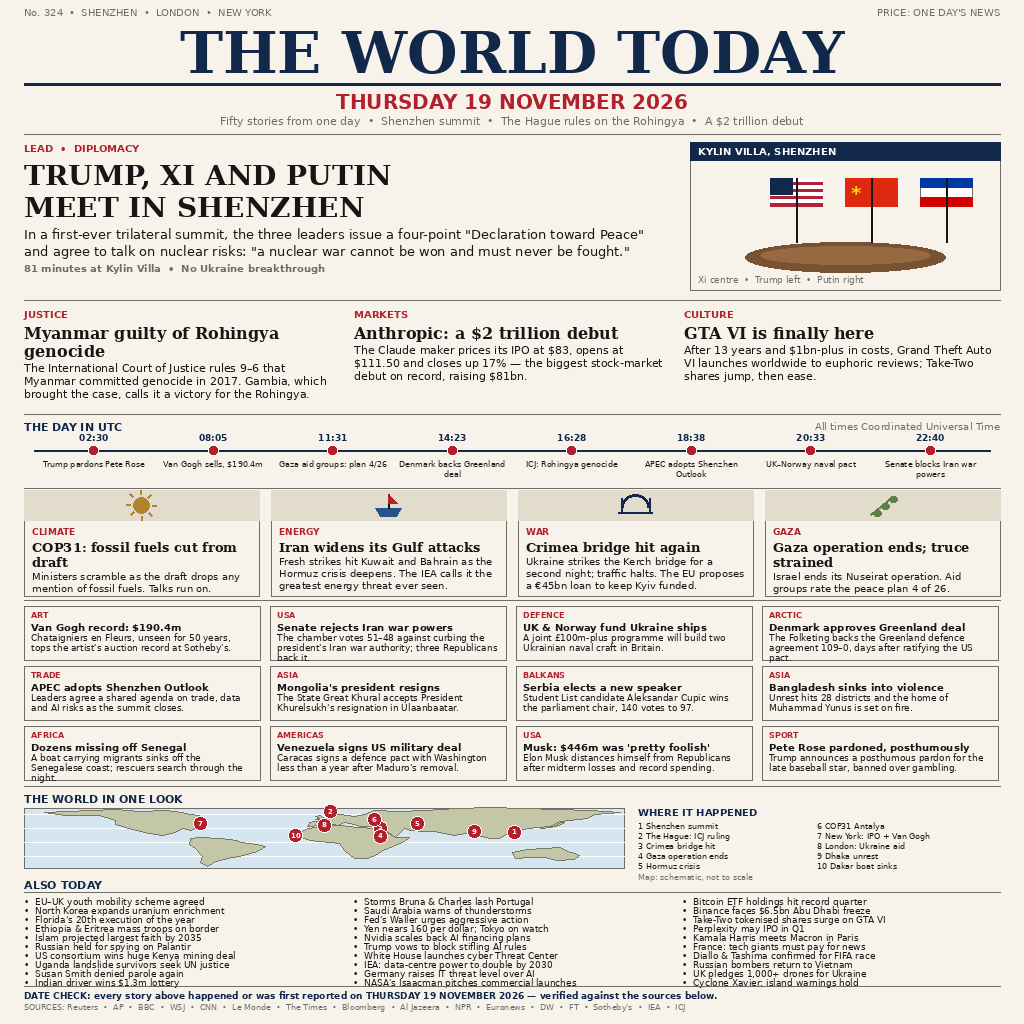 No. 324 • SHENZHEN • LONDON • NEW YORK
PRICE: ONE DAY'S NEWS
THE WORLD TODAY
THURSDAY 19 NOVEMBER 2026
Fifty stories from one day • Shenzhen summit • The Hague rules on the Rohingya • A $2 trillion debut
LEAD • DIPLOMACY
TRUMP, XI AND PUTIN
MEET IN SHENZHEN
In a first-ever trilateral summit, the three leaders issue a four-point "Declaration toward Peace"
and agree to talk on nuclear risks: "a nuclear war cannot be won and must never be fought."
81 minutes at Kylin Villa • No Ukraine breakthrough
KYLIN VILLA, SHENZHEN
Xi centre • Trump left • Putin right
JUSTICE
Myanmar guilty of Rohingya
genocide
The International Court of Justice rules 9–6 that
Myanmar committed genocide in 2017. Gambia, which
brought the case, calls it a victory for the Rohingya.
MARKETS
Anthropic: a $2 trillion debut
The Claude maker prices its IPO at $83, opens at
$111.50 and closes up 17% — the biggest stock-market
debut on record, raising $81bn.
CULTURE
GTA VI is finally here
After 13 years and $1bn-plus in costs, Grand Theft Auto
VI launches worldwide to euphoric reviews; Take-Two
shares jump, then ease.
THE DAY IN UTC
All times Coordinated Universal Time
02:30
Trump pardons Pete Rose
08:05
Van Gogh sells, $190.4m
11:31
Gaza aid groups: plan 4/26
14:23
Denmark backs Greenland
deal
16:28
ICJ: Rohingya genocide
18:38
APEC adopts Shenzhen
Outlook
20:33
UK–Norway naval pact
22:40
Senate blocks Iran war
powers
CLIMATE
COP31: fossil fuels cut from
draft
Ministers scramble as the draft drops any
mention of fossil fuels. Talks run on.
ENERGY
Iran widens its Gulf attacks
Fresh strikes hit Kuwait and Bahrain as the
Hormuz crisis deepens. The IEA calls it the
greatest energy threat ever seen.
WAR
Crimea bridge hit again
Ukraine strikes the Kerch bridge for a
second night; traffic halts. The EU proposes
a €45bn loan to keep Kyiv funded.
GAZA
Gaza operation ends; truce
strained
Israel ends its Nuseirat operation. Aid
groups rate the peace plan 4 of 26.
ART
Van Gogh record: $190.4m
Chataigniers en Fleurs, unseen for 50 years,
tops the artist's auction record at Sotheby's.
USA
Senate rejects Iran war powers
The chamber votes 51–48 against curbing the
president's Iran war authority; three Republicans
back it.
DEFENCE
UK & Norway fund Ukraine ships
A joint £100m-plus programme will build two
Ukrainian naval craft in Britain.
ARCTIC
Denmark approves Greenland deal
The Folketing backs the Greenland defence
agreement 109–0, days after ratifying the US
pact.
TRADE
APEC adopts Shenzhen Outlook
Leaders agree a shared agenda on trade, data
and AI risks as the summit closes.
ASIA
Mongolia's president resigns
The State Great Khural accepts President
Khurelsukh's resignation in Ulaanbaatar.
BALKANS
Serbia elects a new speaker
Student List candidate Aleksandar Cupic wins
the parliament chair, 140 votes to 97.
ASIA
Bangladesh sinks into violence
Unrest hits 28 districts and the home of
Muhammad Yunus is set on fire.
AFRICA
Dozens missing off Senegal
A boat carrying migrants sinks off the
Senegalese coast; rescuers search through the
night.
AMERICAS
Venezuela signs US military deal
Caracas signs a defence pact with Washington
less than a year after Maduro's removal.
USA
Musk: $446m was 'pretty foolish'
Elon Musk distances himself from Republicans
after midterm losses and record spending.
SPORT
Pete Rose pardoned, posthumously
Trump announces a posthumous pardon for the
late baseball star, banned over gambling.
THE WORLD IN ONE LOOK
7
2
8
10
6
4
5
9
1
WHERE IT HAPPENED
1 Shenzhen summit
2 The Hague: ICJ ruling
3 Crimea bridge hit
4 Gaza operation ends
5 Hormuz crisis
6 COP31 Antalya
7 New York: IPO + Van Gogh
8 London: Ukraine aid
9 Dhaka unrest
10 Dakar boat sinks
Map: schematic, not to scale
ALSO TODAY
• EU–UK youth mobility scheme agreed
• North Korea expands uranium enrichment
• Florida's 20th execution of the year
• Ethiopia & Eritrea mass troops on border
• Islam projected largest faith by 2035
• Russian held for spying on Palantir
• US consortium wins huge Kenya mining deal
• Uganda landslide survivors seek UN justice
• Susan Smith denied parole again
• Indian driver wins $1.3m lottery
• Storms Bruna & Charles lash Portugal
• Saudi Arabia warns of thunderstorms
• Fed's Waller urges aggressive action
• Yen nears 160 per dollar; Tokyo on watch
• Nvidia scales back AI financing plans
• Trump vows to block stifling AI rules
• White House launches cyber Threat Center
• IEA: data-centre power to double by 2030
• Germany raises IT threat level over AI
• NASA's Isaacman pitches commercial launches
• Bitcoin ETF holdings hit record number
• Binance faces $6.5bn Abu Dhabi freeze
• Take-Two tokenised shares surge on GTA VI
• Perplexity may IPO in Q1
• Kamala Harris meets Macron in Paris
• France: tech giants must pay for news
• Diallo & Tashima confirmed for FIFA race
• Russian bombers return to Vietnam
• UK pledges 1,000+ drones for Ukraine
• Cyclone Xavier: island warnings hold
DATE CHECK: every story above happened or was first reported on THURSDAY 19 NOVEMBER 2026 — verified against the sources below.
SOURCES: Reuters • AP • BBC • WSJ • CNN • Le Monde • The Times • Bloomberg • Al Jazeera • NPR • Euronews • DW • FT • Sotheby's • IEA • ICJ